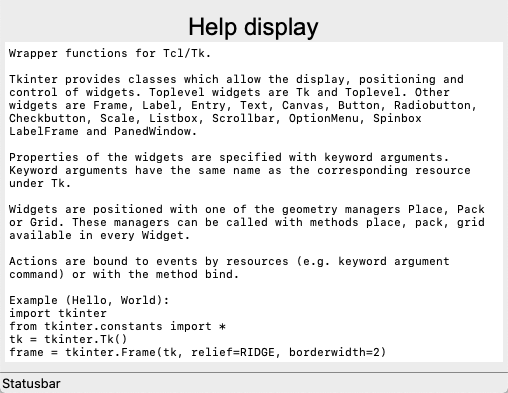 Help display
Wrapper functions for Tcl/Tk.
Tkinter provides classes which allow the display, positioning and
control of widgets. Toplevel widgets are Tk and Toplevel. Other
widgets are Frame, Label, Entry, Text, Canvas, Button, Radiobutton,
Checkbutton, Scale, Listbox, Scrollbar, OptionMenu, Spinbox
LabelFrame and PanedWindow.
Properties of the widgets are specified with keyword arguments.
Keyword arguments have the same name as the corresponding resource
under Tk.
Widgets are positioned with one of the geometry managers Place, Pack
or Grid. These managers can be called with methods place, pack, grid
available in every Widget.
Actions are bound to events by resources (e.g. keyword argument
command) or with the method bind.
Example (Hello, World):
import tkinter
from tkinter.constants import *
tk = tkinter.Tk()
frame = tkinter.Frame(tk, relief=RIDGE, borderwidth=2)
Statusbar